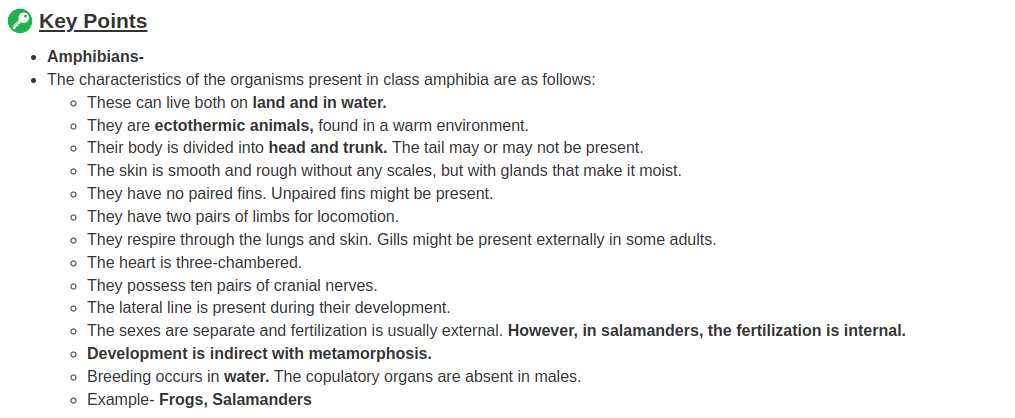 Key Points
Amphibians-
The characteristics of the organisms present in class amphibia are as follows:
These can live both on land and in water.
They are ectothermic animals, found in a warm environment.
Their body is divided into head and trunk. The tail may or may not be present.
The skin is smooth and rough without any scales, but with glands that make it moist.
They have no paired fins. Unpaired fins might be present.
They have two pairs of limbs for locomotion.
They respire through the lungs and skin. Gills might be present externally in some adults.
The heart is three-chambered.
They possess ten pairs of cranial nerves.
The lateral line is present during their development.
The sexes are separate and fertilization is usually external. However, in salamanders, the fertilization is internal.
Development is indirect with metamorphosis.
Breeding occurs in water. The copulatory organs are absent in males.
Example- Frogs, Salamanders